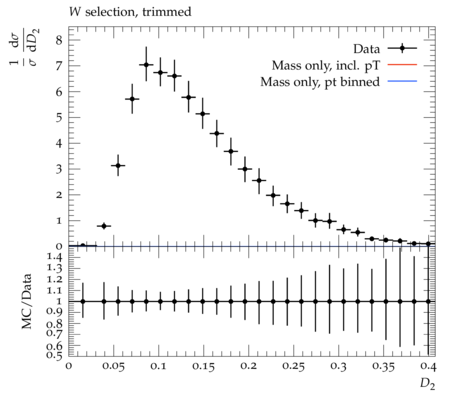 W selection, trimmed
1/σ dσ/dD₂
Data
Mass only, incl. pT
Mass only, pt binned
8
7
6
5
4
3
2
1
0
MC/Data
1.4
1.3
1.2
1.1
1
0.9
0.8
0.7
0.6
0.5
0 0.05 0.1 0.15 0.2 0.25 0.3 0.35 0.4
D₂